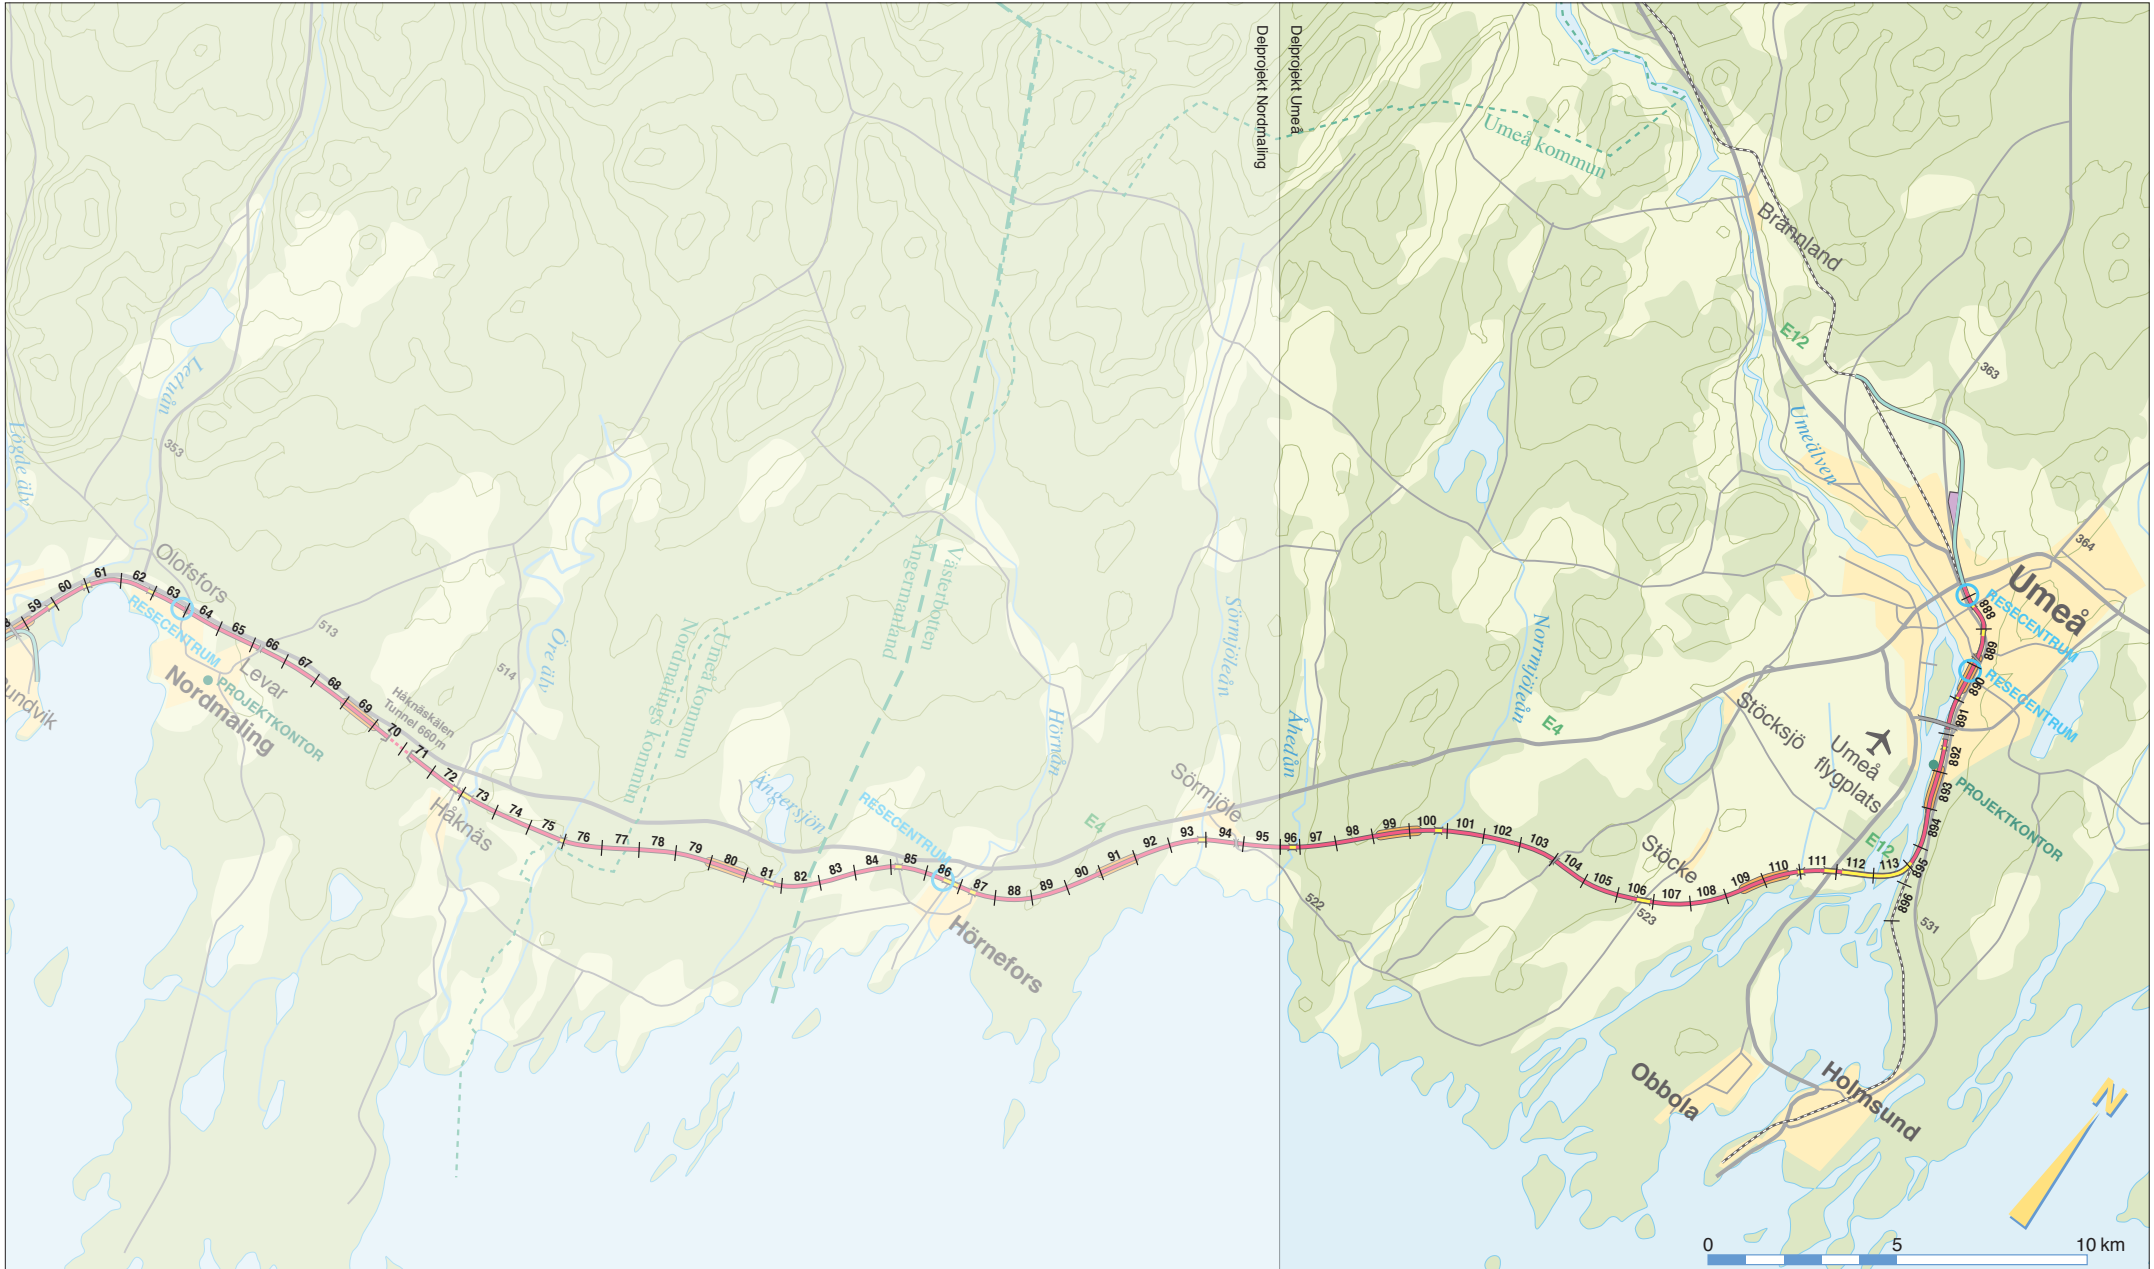 Delprojekt Nordmaling
Delprojekt Umeå
Umeå kommun
Brännland
E12
363
Umeälven
364
Umeå
RESECENTRUM
RESECENTRUM
Lögde älv
Leduån
353
Olofsfors
RESECENTRUM
Nordmaling
PROJEKTKONTOR
Levar
513
Håknäskälen
Tunnel 660 m
514
Öre älv
Håknäs
Nordmalings kommun
Umeå kommun
Ångermanland
Västerbotten
Ängersjön
RESECENTRUM
Hörnån
Hörnefors
E4
Sörmjöleån
Sörmjöle
Åhedån
Norrmjöleån
E4
522
Stöcke
523
Stöcksjö
Umeå
flygplats
E12
PROJEKTKONTOR
531
Obbola
Holmsund
59 60 61 62 63 64 65 66 67 68 69 70 71 72 73 74 75 76 77 78 79 80 81 82 83 84 85 86 87 88 89 90 91 92 93 94 95 96 97 98 99 100 101 102 103 104 105 106 107 108 109 110 111 112 113
888 889 890 891 892 893 894 895 896
N
0 5 10 km